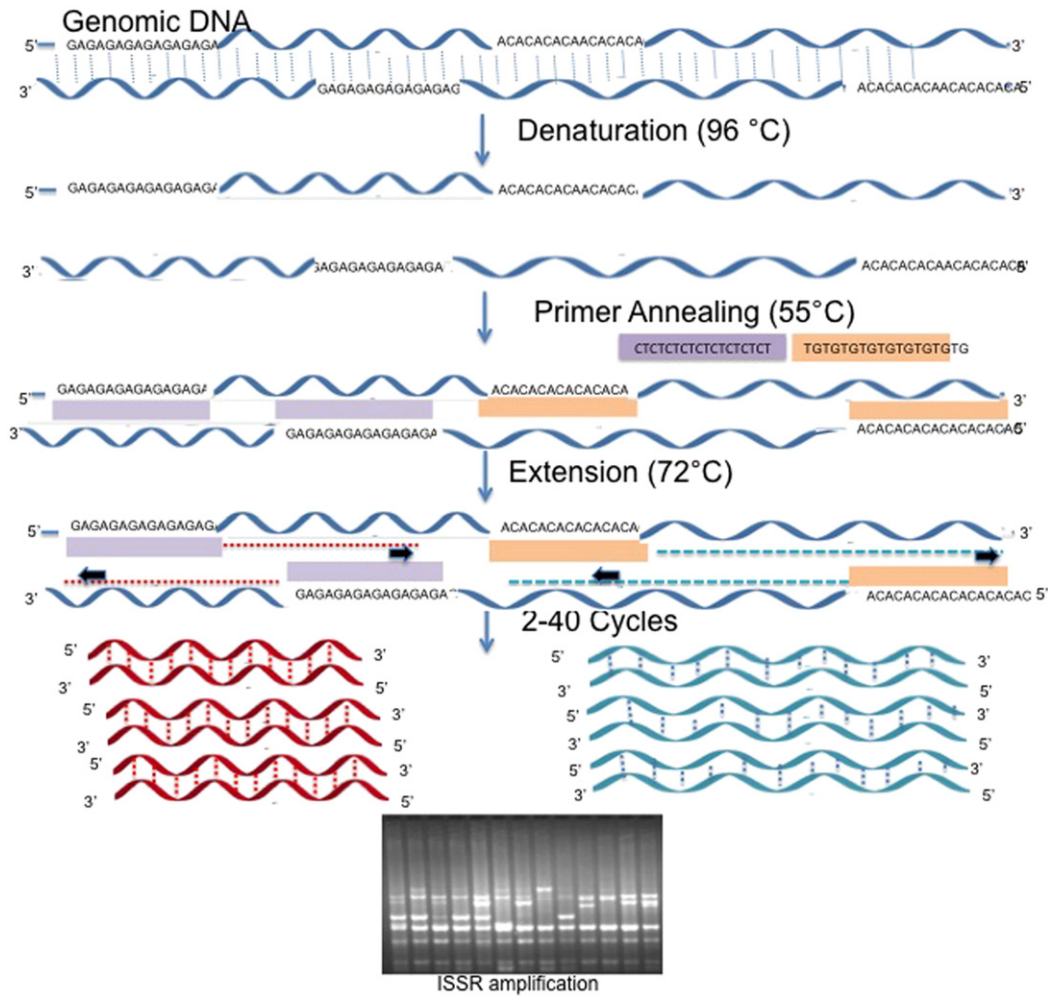 Genomic DNA
5' GAGAGAGAGAGAGAGA ACACACACAACACACA 3'
3' GAGAGAGAGAGAGAG ACACACACAACACACACA 5'
Denaturation (96 °C)
5' GAGAGAGAGAGAGAGA ACACACACAACACAC 3'
3' GAGAGAGAGAGAGA ACACACACAACACACACA 5'
Primer Annealing (55°C)
CTCTCTCTCTCTCTCTCT TGTGTGTGTGTGTGTGTG
5' GAGAGAGAGAGAGAGA ACACACACACACACA 3'
3' GAGAGAGAGAGAGAGA ACACACACACACACACAC 5'
Extension (72°C)
5' GAGAGAGAGAGAGAG ACACACACACACACA 3'
3' GAGAGAGAGAGAGAGA ACACACACACACACACAC 5'
2-40 Cycles
5' 3' 5' 3'
3' 5' 3' 5'
5' 3' 5' 3'
3' 5' 3' 5'
5' 3' 5' 3'
3' 5' 3' 5'
ISSR amplification